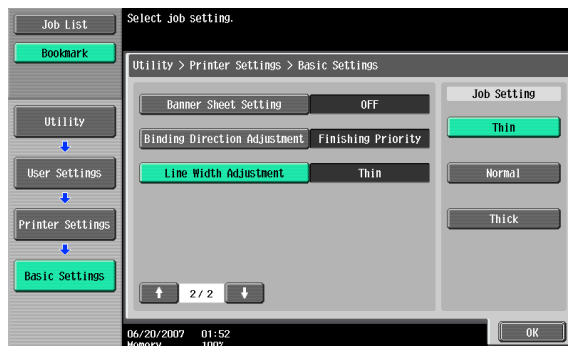 Job List
Bookmark
Utility
User Settings
Printer Settings
Basic Settings
Select job setting.
Utility > Printer Settings > Basic Settings
Banner Sheet Setting OFF
Binding Direction Adjustment Finishing Priority
Line Width Adjustment Thin
2/2
Job Setting
Thin
Normal
Thick
06/20/2007 01:52
Memory 100%
OK